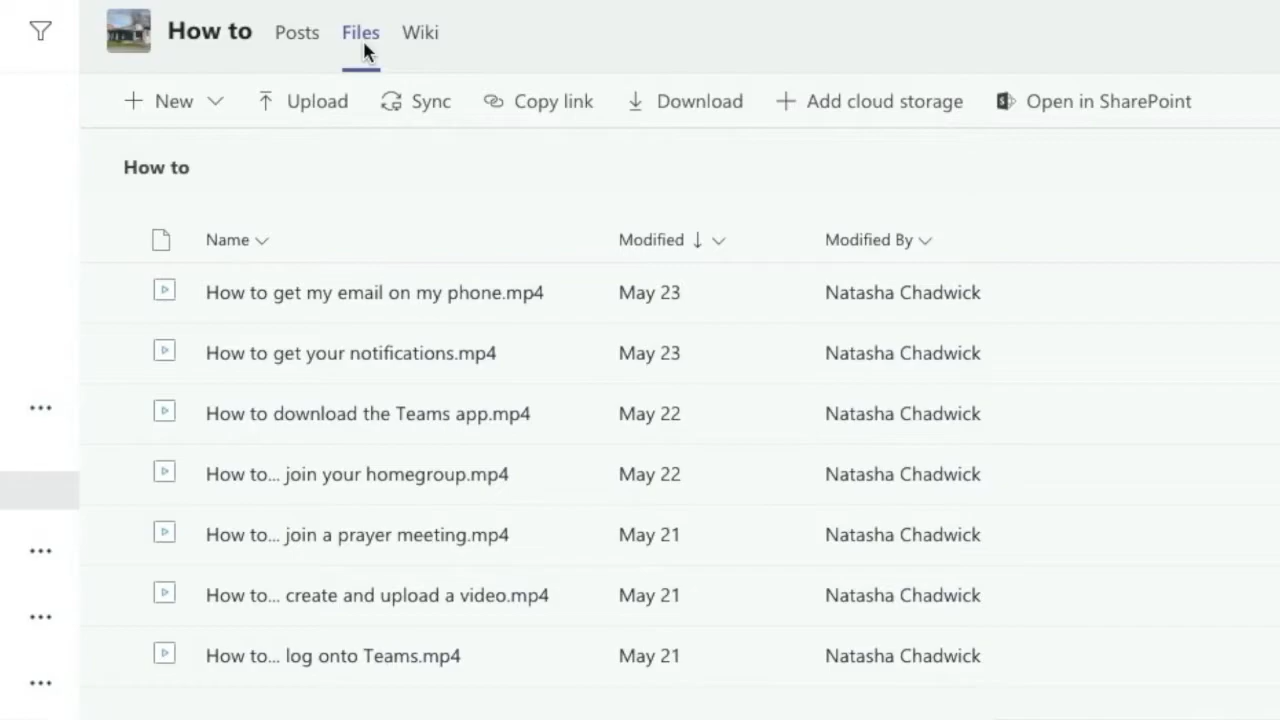 How to Posts Files Wiki
New Upload Sync Copy link Download Add cloud storage Open in SharePoint
How to
Name Modified Modified By
How to get my email on my phone.mp4 May 23 Natasha Chadwick
How to get your notifications.mp4 May 23 Natasha Chadwick
How to download the Teams app.mp4 May 22 Natasha Chadwick
How to... join your homegroup.mp4 May 22 Natasha Chadwick
How to... join a prayer meeting.mp4 May 21 Natasha Chadwick
How to... create and upload a video.mp4 May 21 Natasha Chadwick
How to... log onto Teams.mp4 May 21 Natasha Chadwick